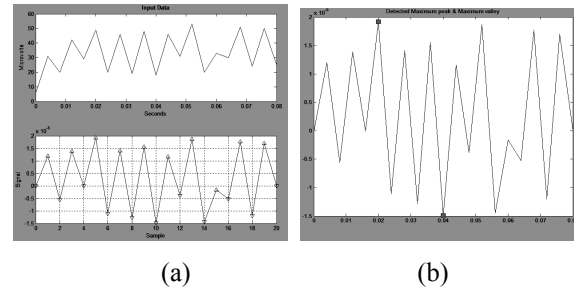 Input Data
60
50
40
30
20
10
0
Microvolts
0 0.01 0.02 0.03 0.04 0.05 0.06 0.07 0.08
Seconds
x 10⁻⁵
2
1.5
1
0.5
0
-0.5
-1
-1.5
Signal
0 2 4 6 8 10 12 14 16 18 20
Sample
(a)
Detected Maximum peak & Maximum valley
x 10⁻⁵
2
1.5
1
0.5
0
-0.5
-1
-1.5
0 0.01 0.02 0.03 0.04 0.05 0.06 0.07 0.08
(b)